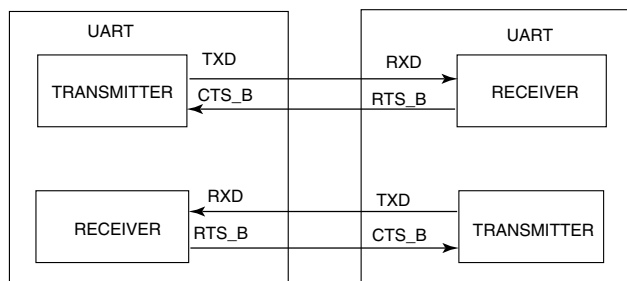 UART
UART
TXD
RXD
TRANSMITTER
CTS_B
RTS_B
RECEIVER
RXD
TXD
RECEIVER
RTS_B
CTS_B
TRANSMITTER